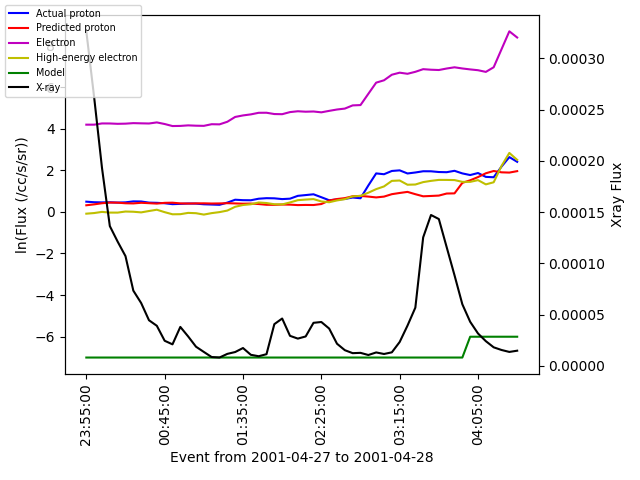 Actual proton
Predicted proton
Electron
High-energy electron
Model
X-ray
8
6
4
2
0
−2
−4
−6
ln(Flux (/cc/s/sr))
0.00030
0.00025
0.00020
0.00015
0.00010
0.00005
0.00000
Xray Flux
23:55:00
00:45:00
01:35:00
02:25:00
03:15:00
04:05:00
Event from 2001-04-27 to 2001-04-28